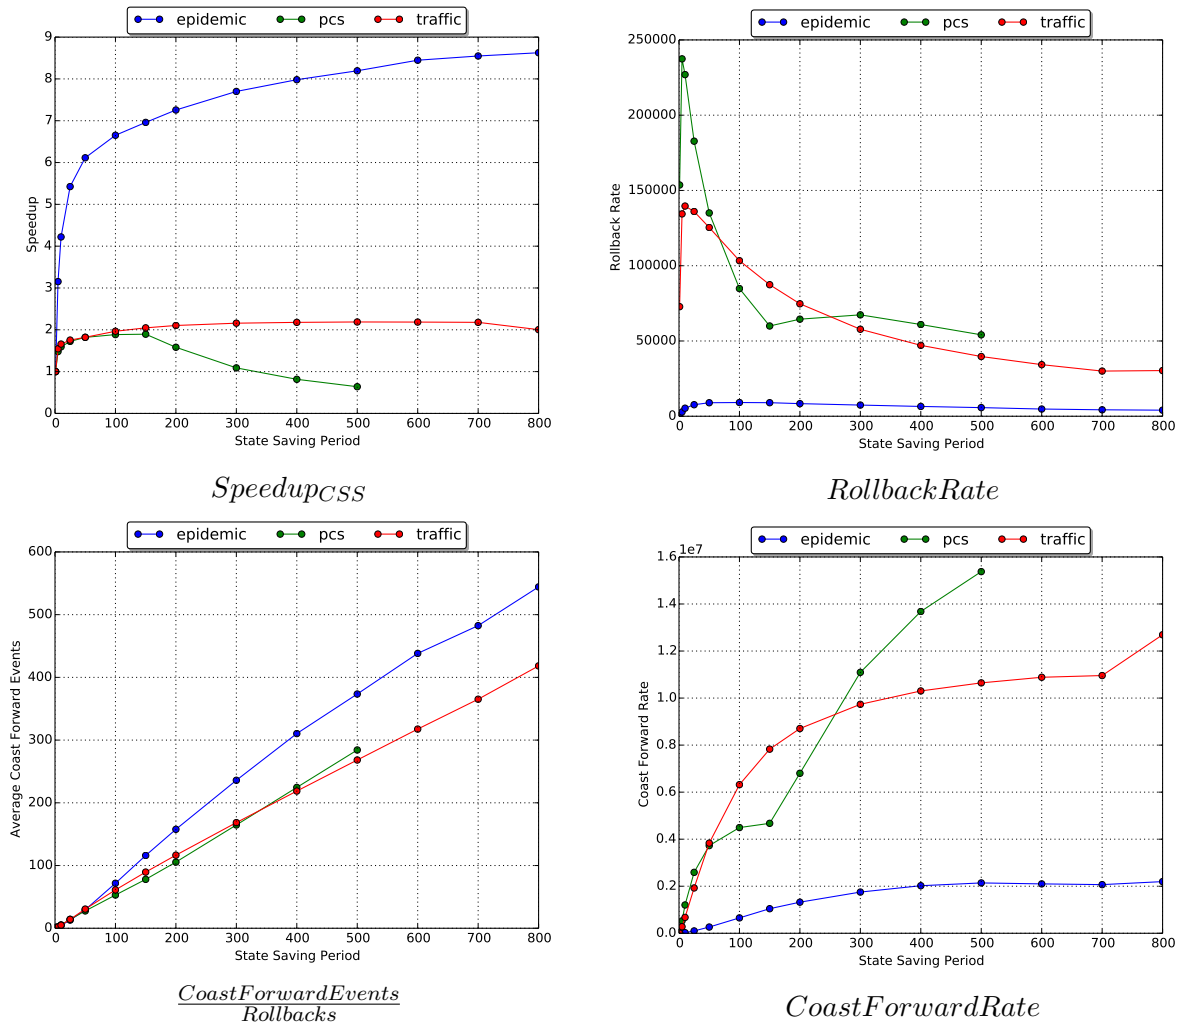 epidemic pcs traffic
9
8
7
6
5
4
3
2
1
0
Speedup
0 100 200 300 400 500 600 700 800
State Saving Period
Speedup_CSS
epidemic pcs traffic
250000
200000
150000
100000
50000
0
Rollback Rate
0 100 200 300 400 500 600 700 800
State Saving Period
RollbackRate
epidemic pcs traffic
600
500
400
300
200
100
0
Average Coast Forward Events
0 100 200 300 400 500 600 700 800
State Saving Period
CoastForwardEvents
Rollbacks
epidemic pcs traffic
1e7
1.6
1.4
1.2
1.0
0.8
0.6
0.4
0.2
0.0
Coast Forward Rate
0 100 200 300 400 500 600 700 800
State Saving Period
CoastForwardRate